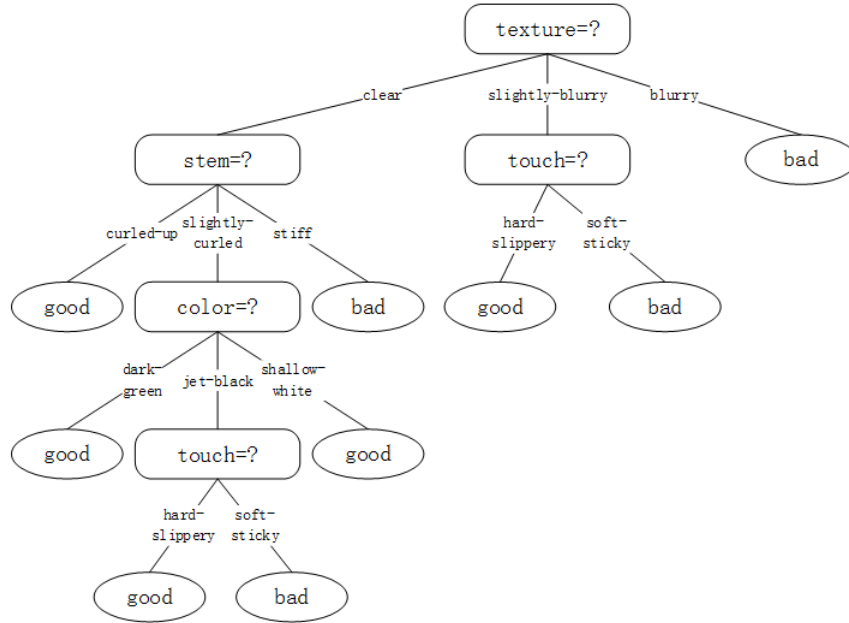 texture=?
clear
slightly-blurry
blurry
stem=?
touch=?
bad
curled-up
slightly-
curled
stiff
hard-
slippery
soft-
sticky
good
color=?
bad
good
bad
dark-
green
jet-black
shallow-
white
good
touch=?
good
hard-
slippery
soft-
sticky
good
bad